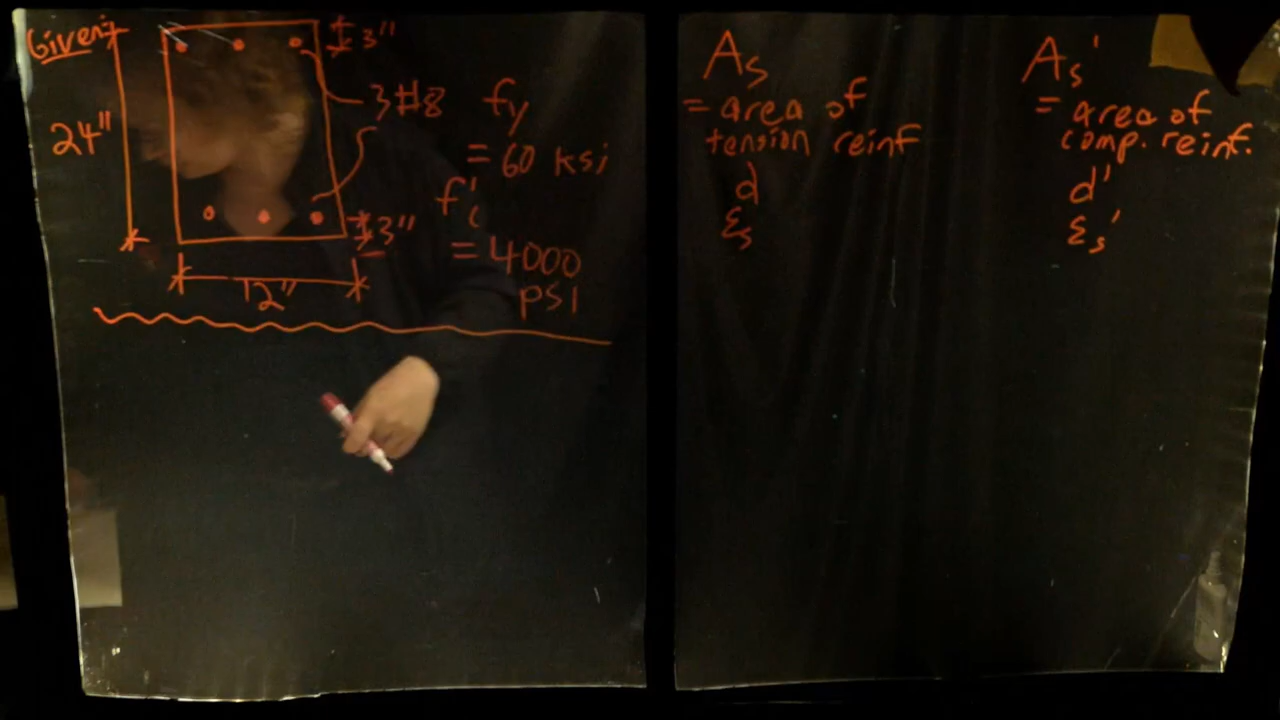 Given:
3"
24"
3#8
3"
12"
fy
= 60 ksi
f'c
= 4000
psi
As
= area of
tension reinf
d
εs
As'
= area of
comp. reinf.
d'
εs'